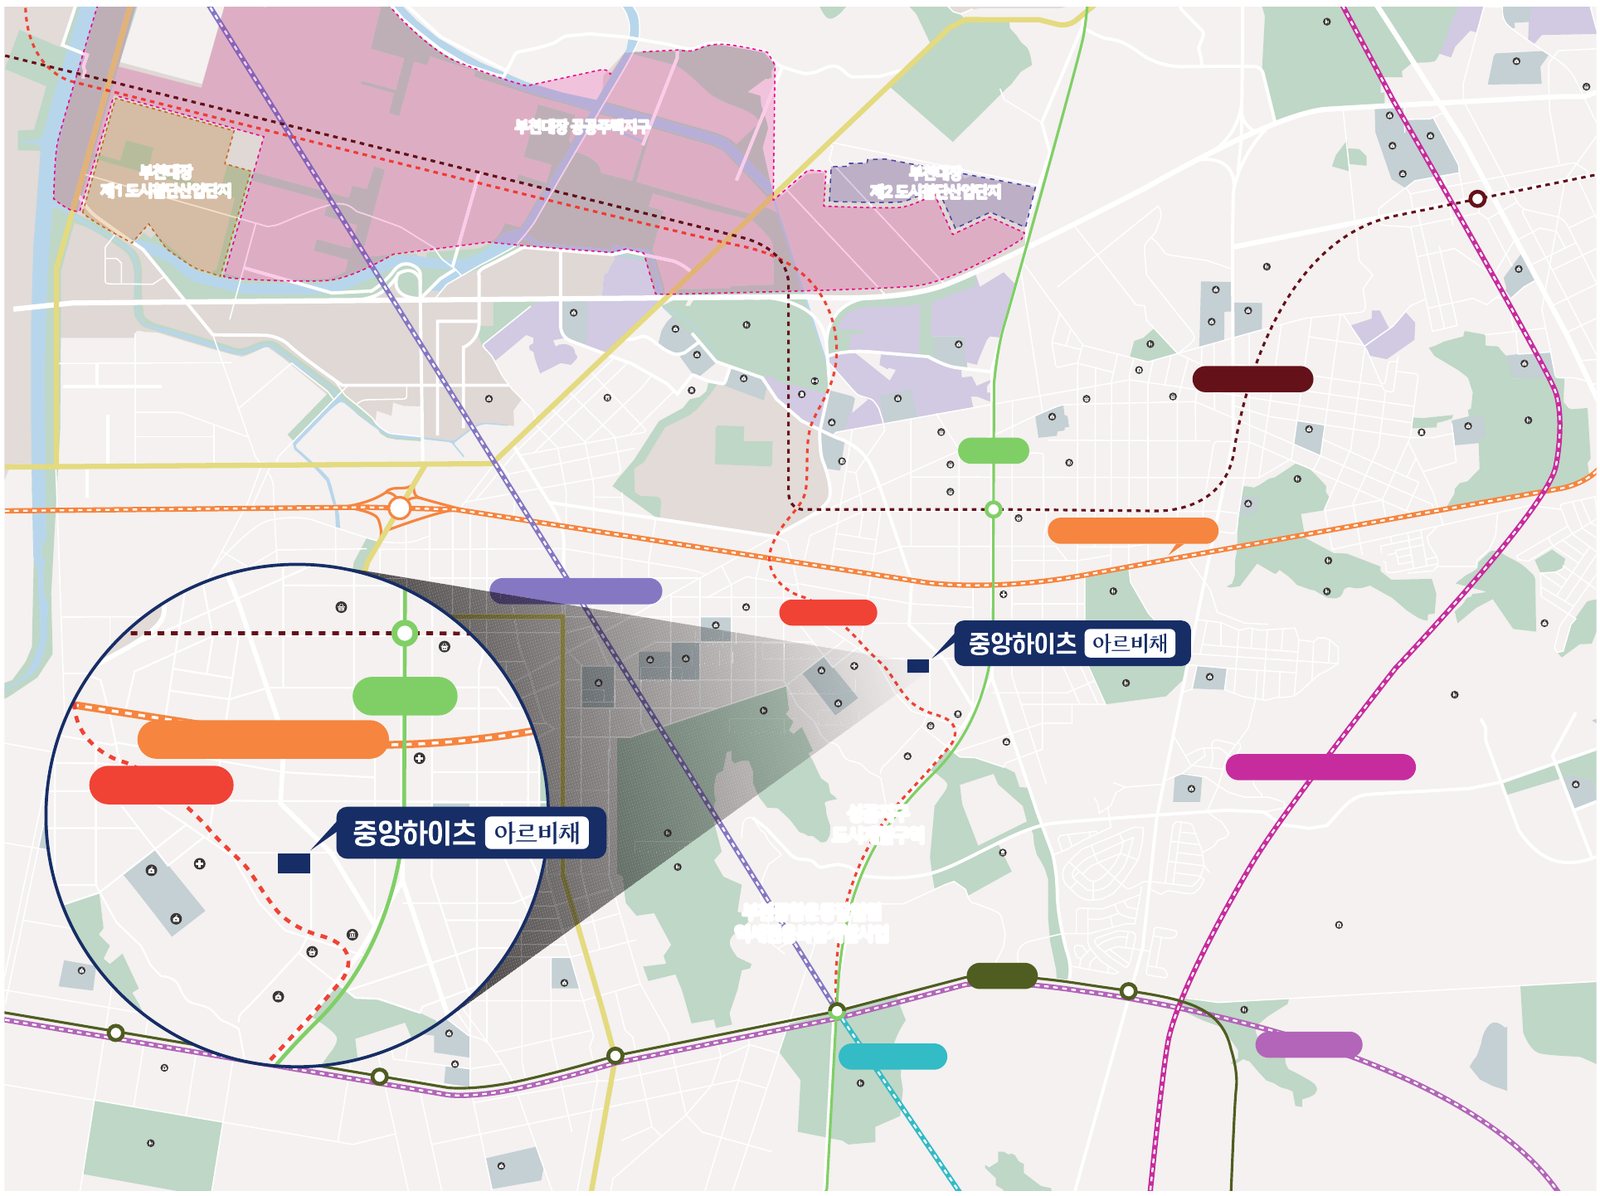 부천대장 공공주택지구
부천대장
제1 도시첨단산업단지
부천대장
제2 도시첨단산업단지
중앙하이츠 아르비채
중앙하이츠 아르비채